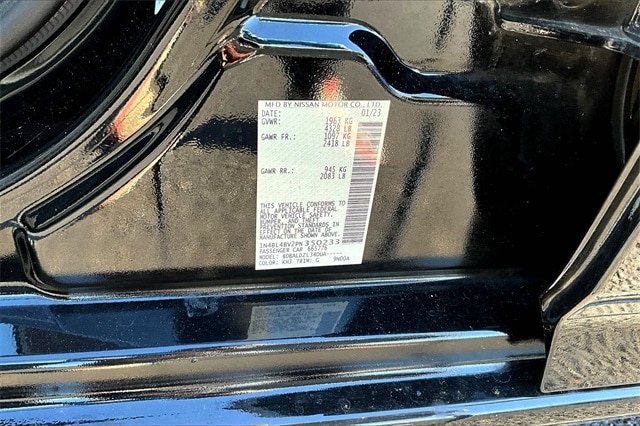 MFD BY NISSAN MOTOR CO., LTD.
DATE: 01/23
GVWR: 1963 KG
4328 LB
GAWR FR.: 1097 KG
2418 LB
GAWR RR.: 945 KG
2083 LB
THIS VEHICLE CONFORMS TO
ALL APPLICABLE FEDERAL
MOTOR VEHICLE SAFETY,
BUMPER, AND THEFT
PREVENTION STANDARDS
IN EFFECT ON THE DATE OF
MANUFACTURE SHOWN ABOVE.
1N4BL4BV2PN350233
PASSENGER CAR 665776
COLOR: KH3 TRIM: G